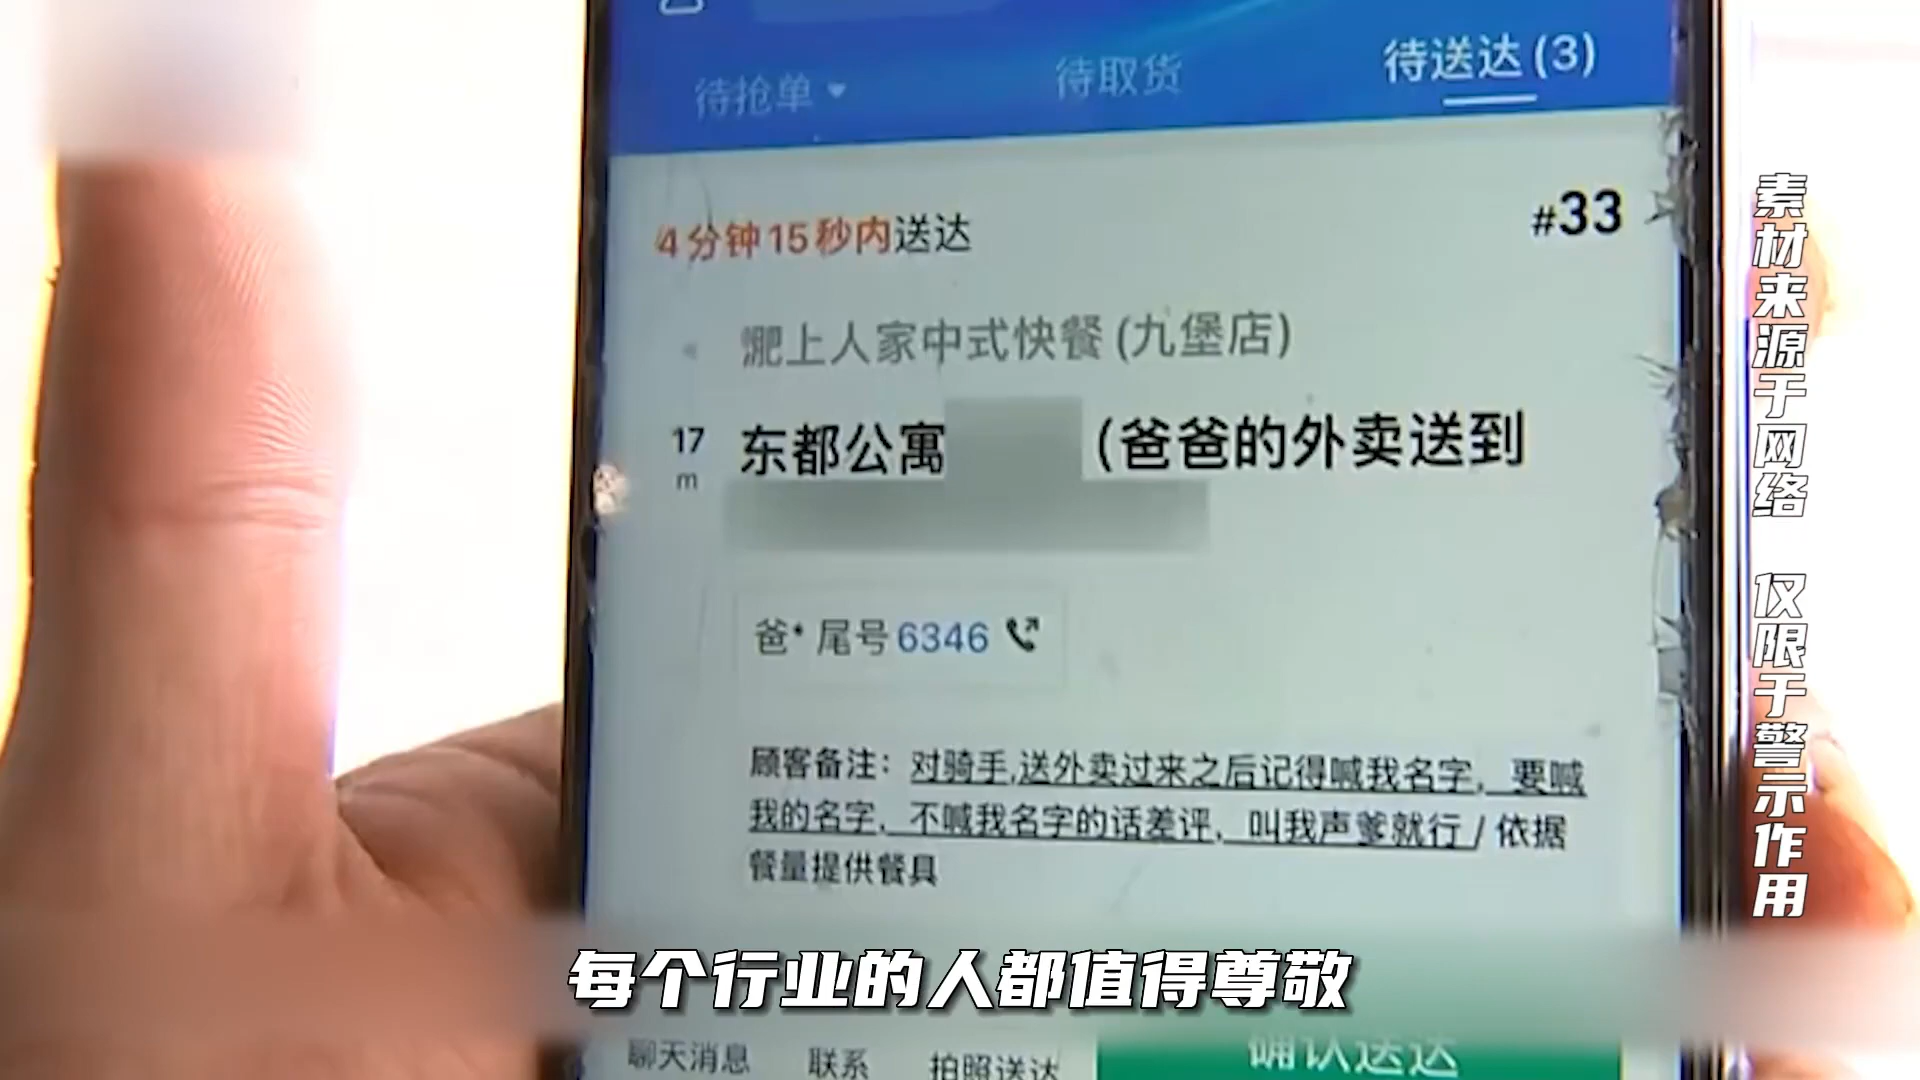 待抢单
待取货
待送达(3)
4分钟15秒内送达
#33
淝上人家中式快餐(九堡店)
17
m
东都公寓
(爸爸的外卖送到
爸* 尾号6346
顾客备注：对骑手,送外卖过来之后记得喊我名字，要喊
我的名字，不喊我名字的话差评，叫我声爹就行/依据
餐量提供餐具
每个行业的人都值得尊敬
聊天消息
联系
拍照送达
确认送达
素材来源于网络 仅限于警示作用